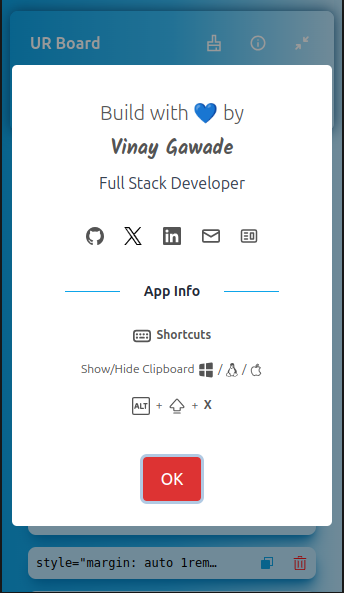 UR Board
Build with 💙 by
Vinay Gawade
Full Stack Developer
App Info
Shortcuts
Show/Hide Clipboard / /
ALT + + X
OK
style="margin: auto 1rem…